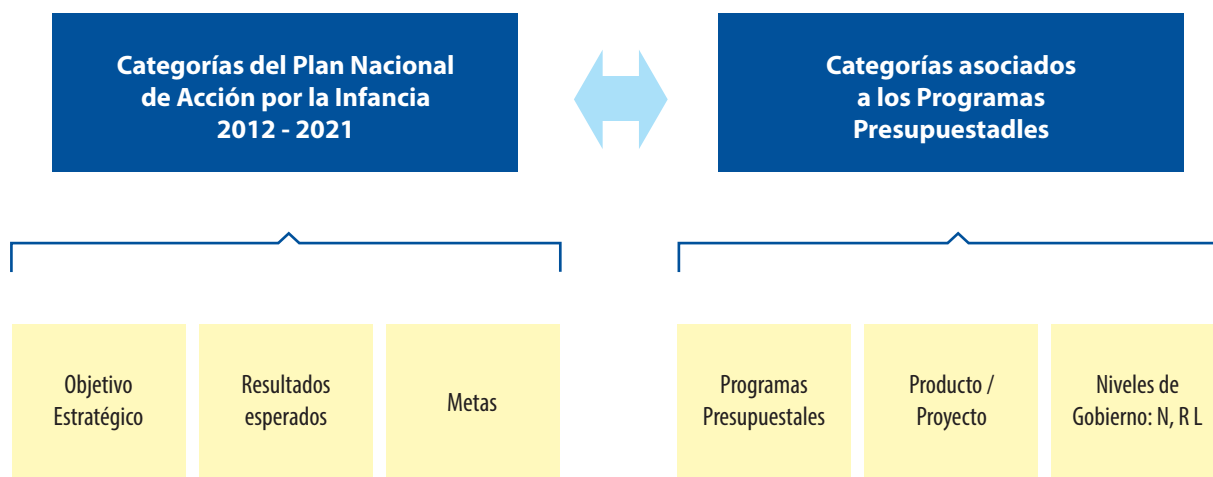 Categorías del Plan Nacional
de Acción por la Infancia
2012 - 2021
Categorías asociados
a los Programas
Presupuestadles
Objetivo
Estratégico
Resultados
esperados
Metas
Programas
Presupuestales
Producto /
Proyecto
Niveles de
Gobierno: N, R L